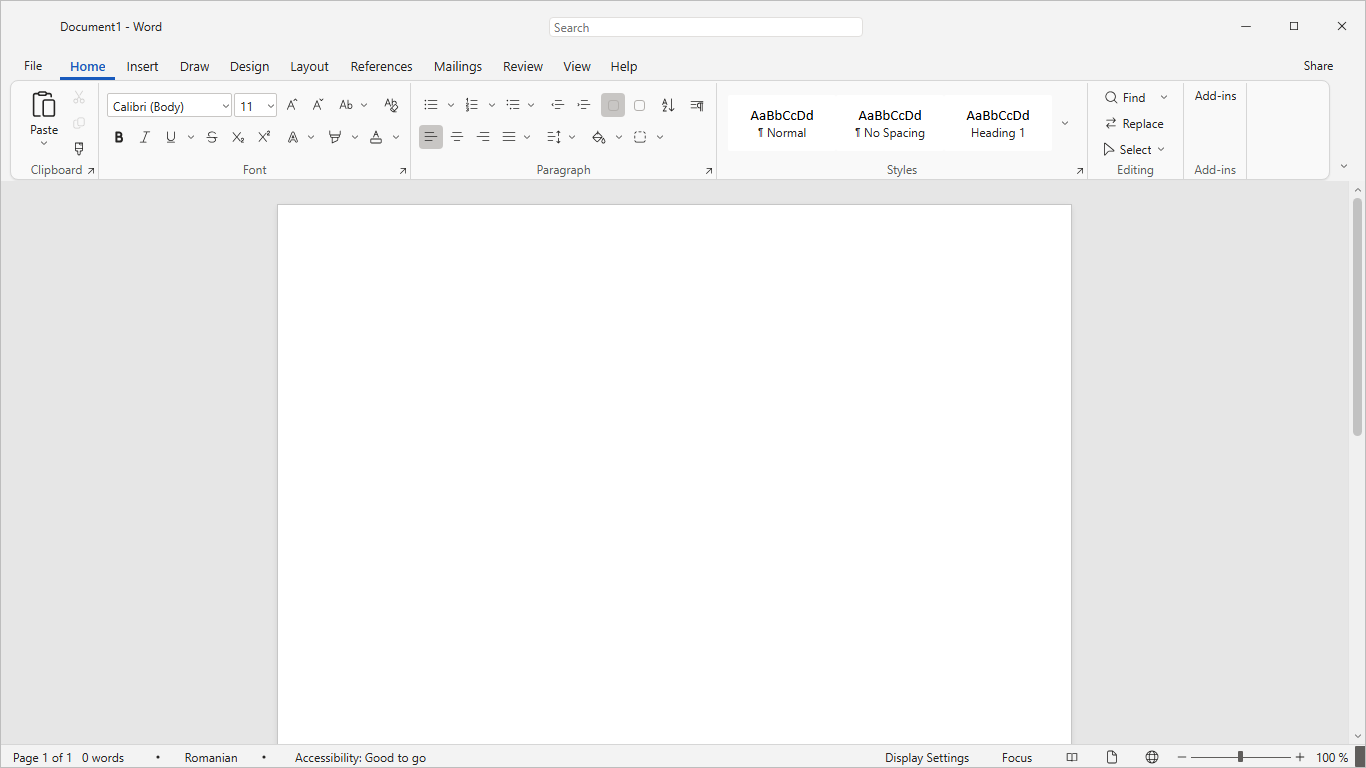 Document1 - Word
Search
File Home Insert Draw Design Layout References Mailings Review View Help Share
Paste
Clipboard
Calibri (Body) 11
Font
Paragraph
AaBbCcDd AaBbCcDd AaBbCcDd
¶ Normal ¶ No Spacing Heading 1
Styles
Find
Replace
Select
Editing
Add-ins
Add-ins
Page 1 of 1 0 words Romanian Accessibility: Good to go Display Settings Focus 100 %